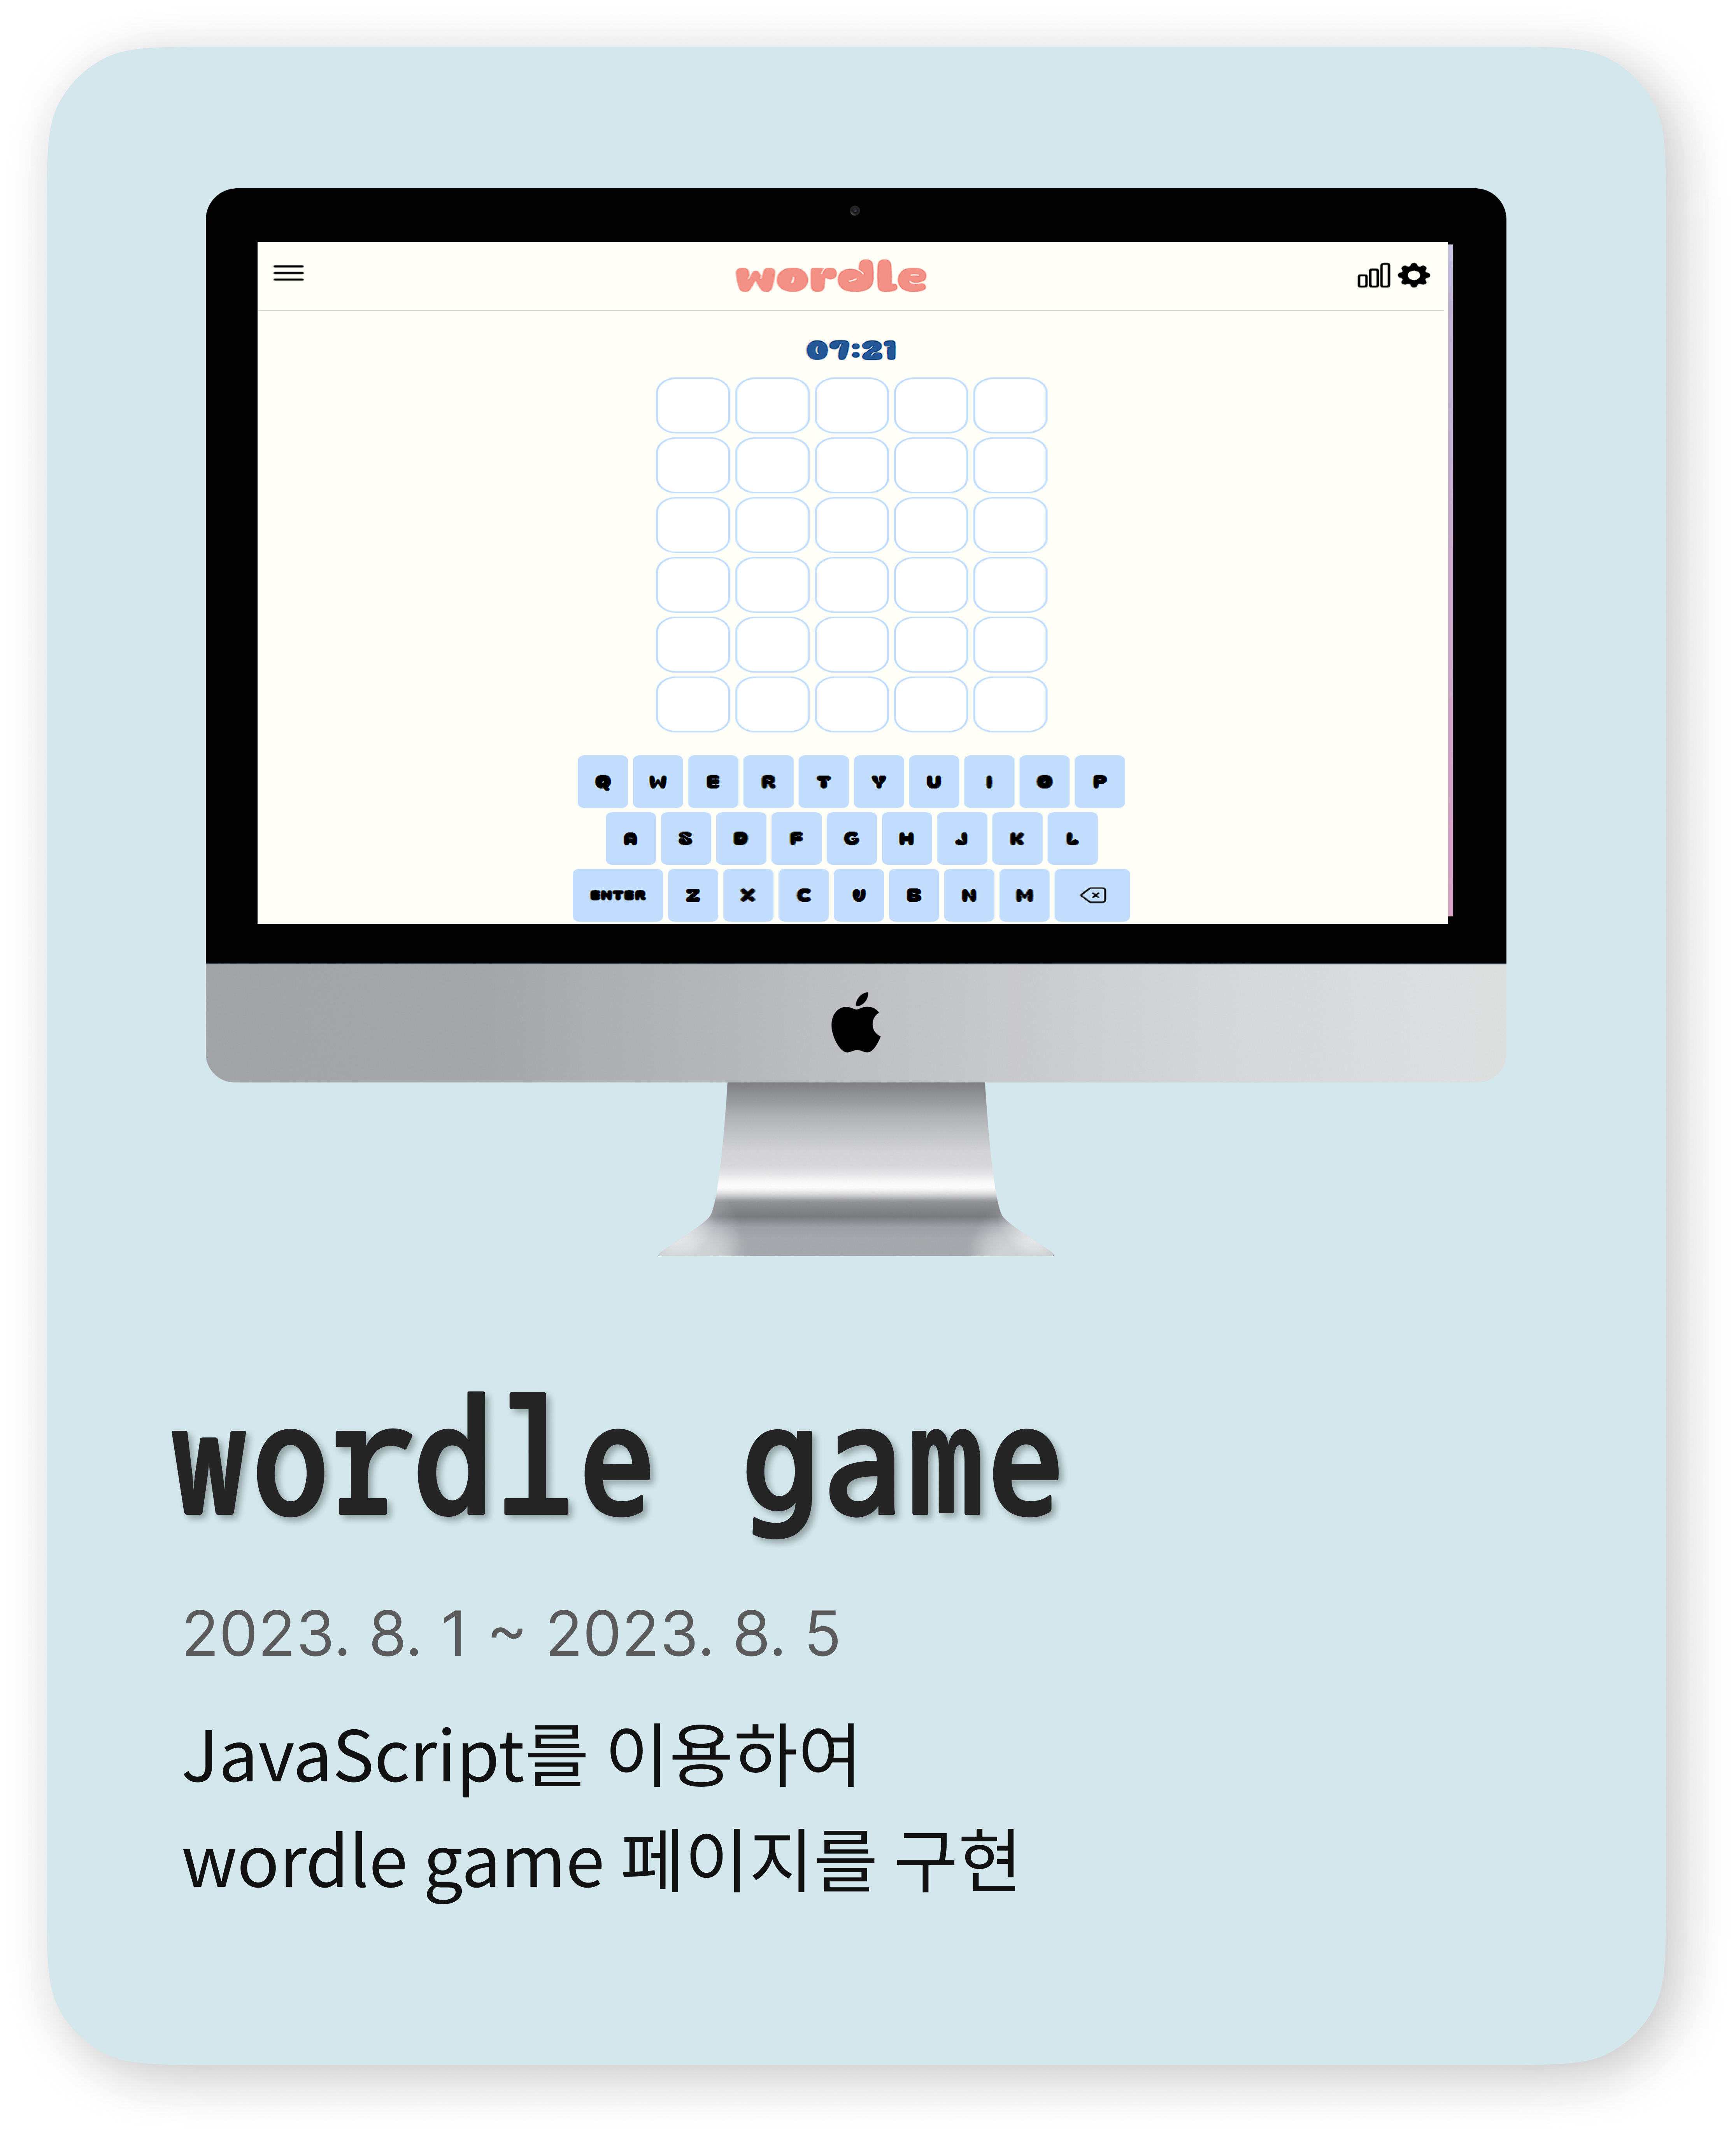 wordle
07:21
Q W E R T Y U I O P
A S D F G H J K L
ENTER Z X C V B N M
wordle game
2023. 8. 1 ~ 2023. 8. 5
JavaScript를 이용하여
wordle game 페이지를 구현